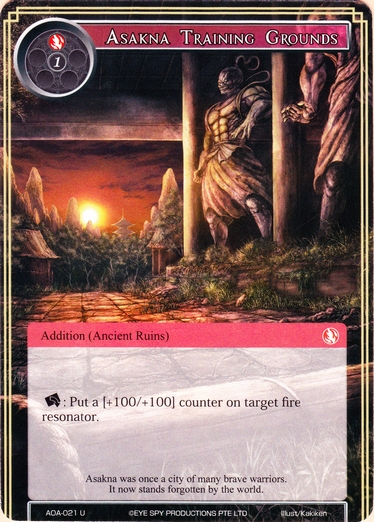 Asakna Training Grounds
1
Addition (Ancient Ruins)
: Put a [+100/+100] counter on target fire
resonator.
Asakna was once a city of many brave warriors.
It now stands forgotten by the world.
AOA-021 U ©EYE SPY PRODUCTIONS PTE LTD Illust/Kakiken